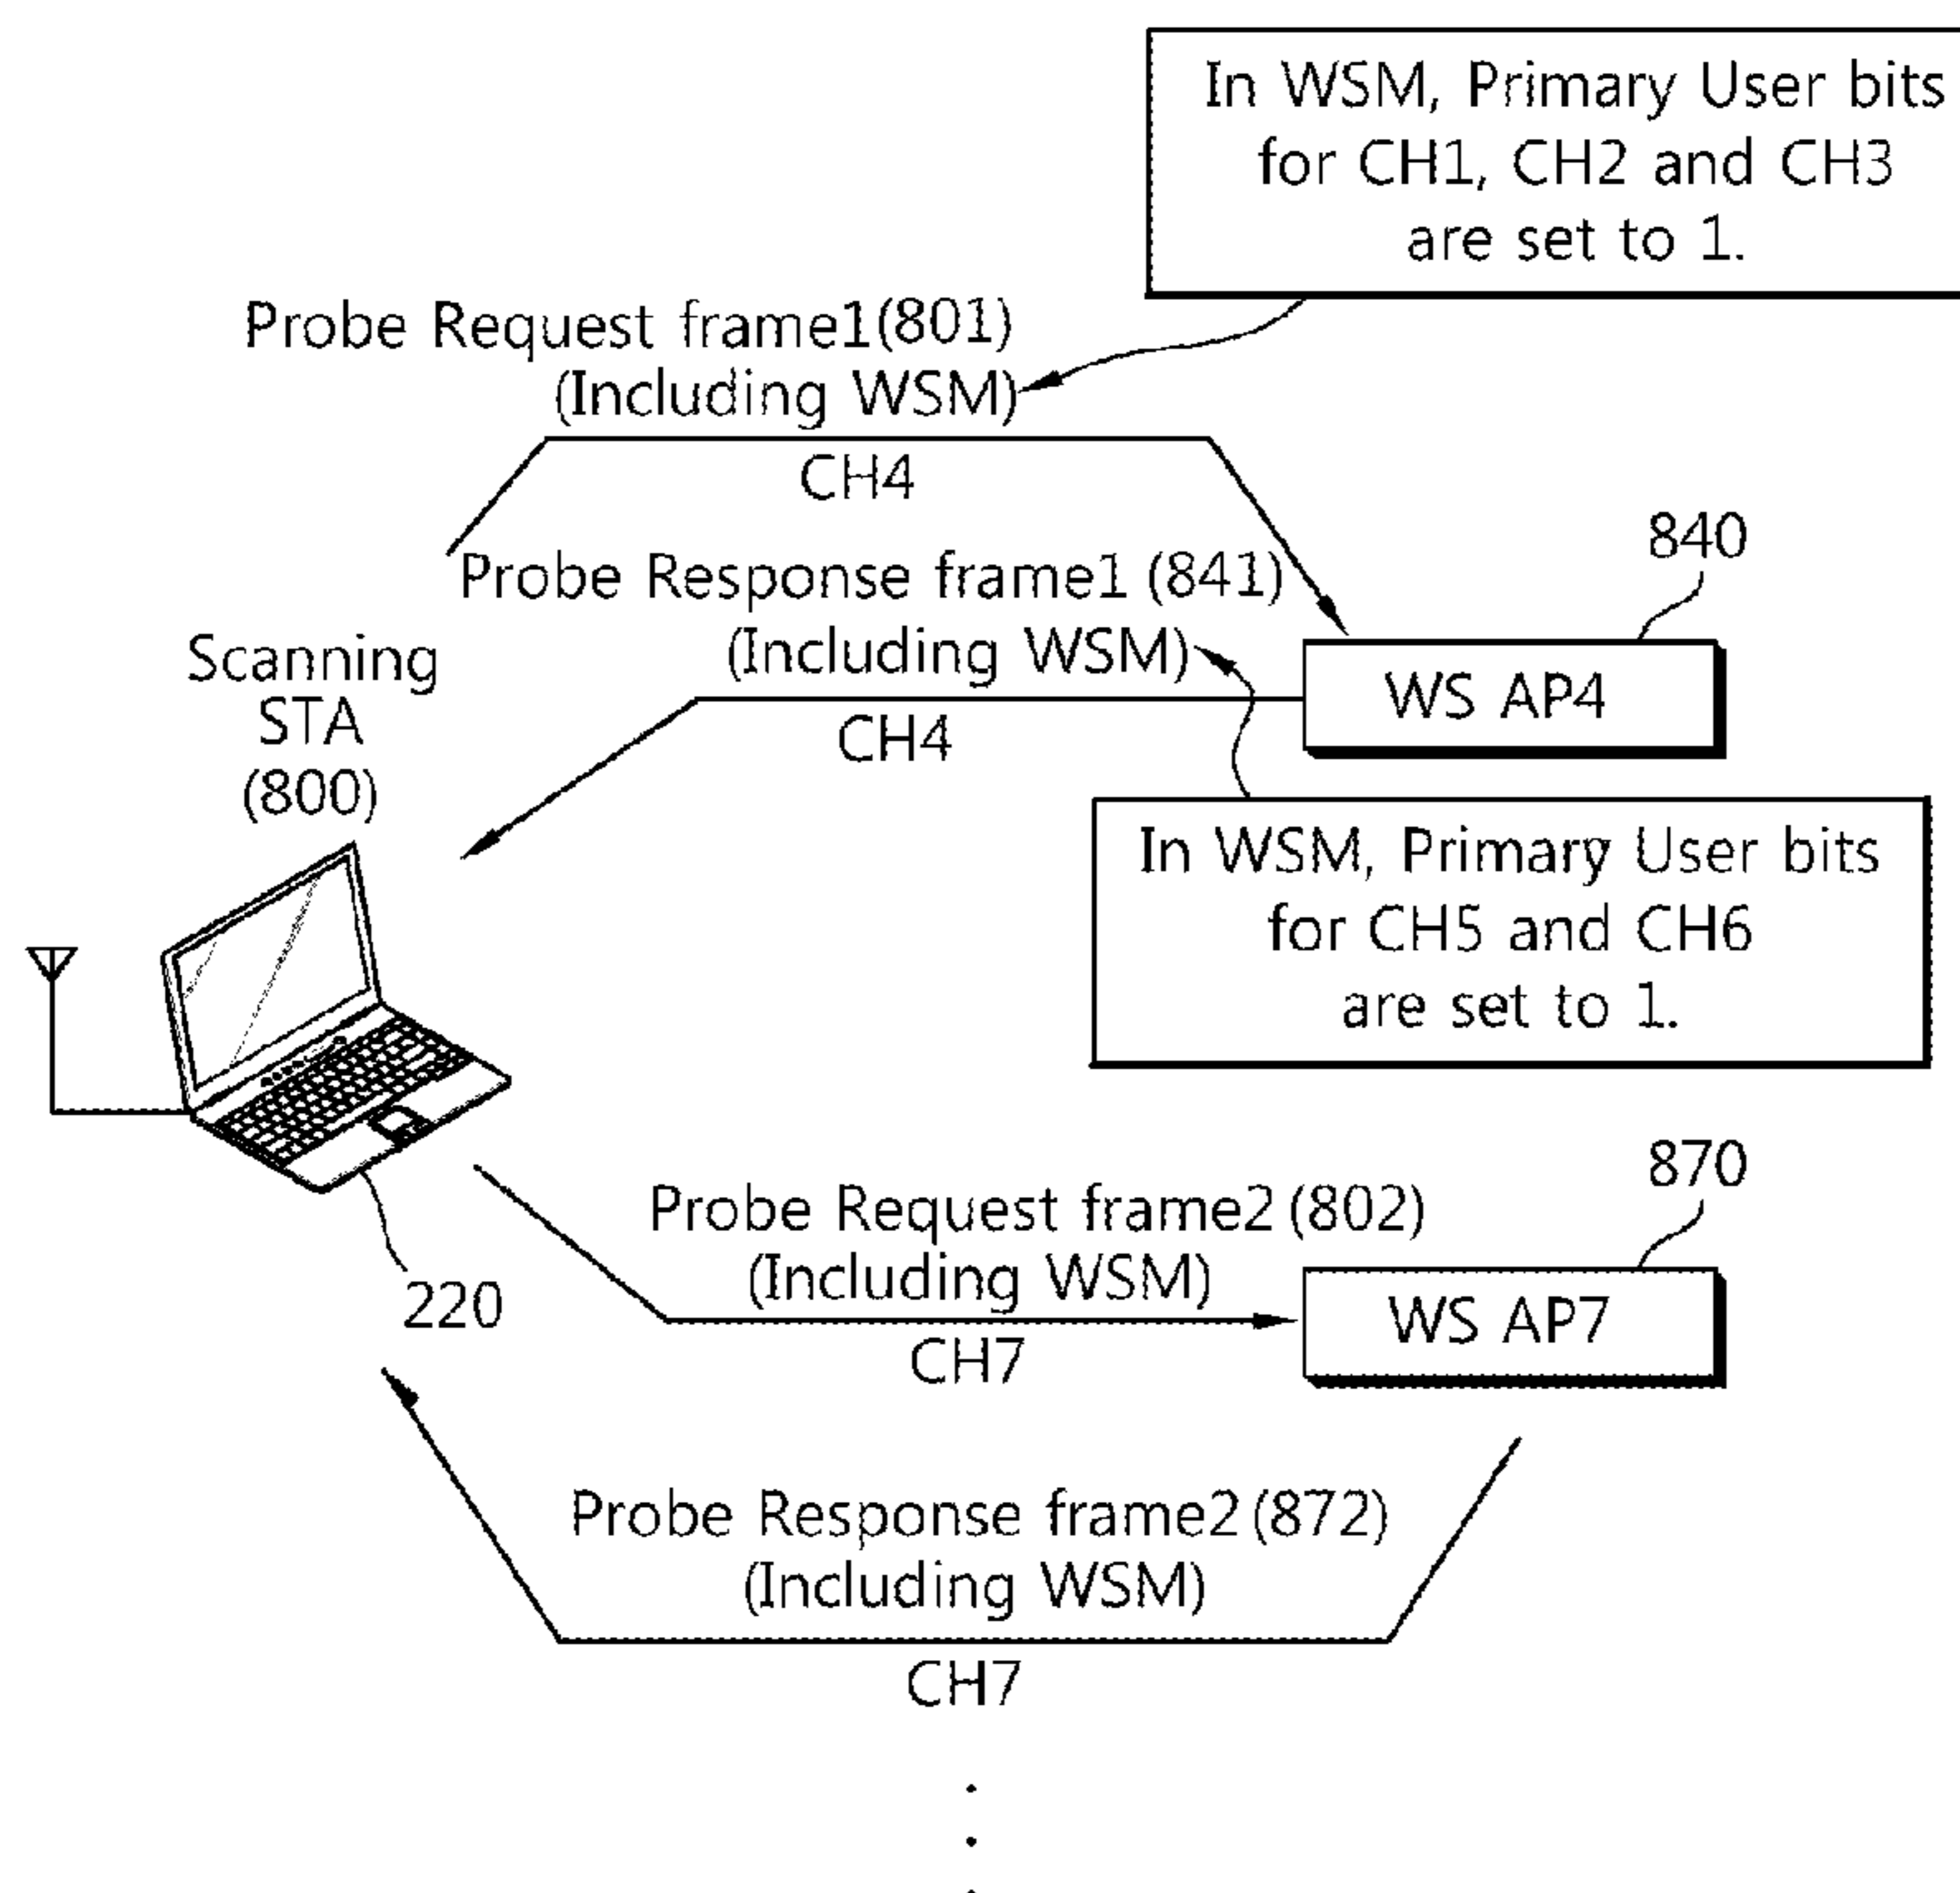 In WSM, Primary User bits
for CH1, CH2 and CH3
are set to 1.
Probe Request frame1(801)
(Including WSM)
CH4
840
Probe Response frame1 (841)
(Including WSM)
CH4
WS AP4
Scanning
STA
(800)
In WSM, Primary User bits
for CH5 and CH6
are set to 1.
220
Probe Request frame2 (802)
(Including WSM)
CH7
870
WS AP7
Probe Response frame2 (872)
(Including WSM)
CH7